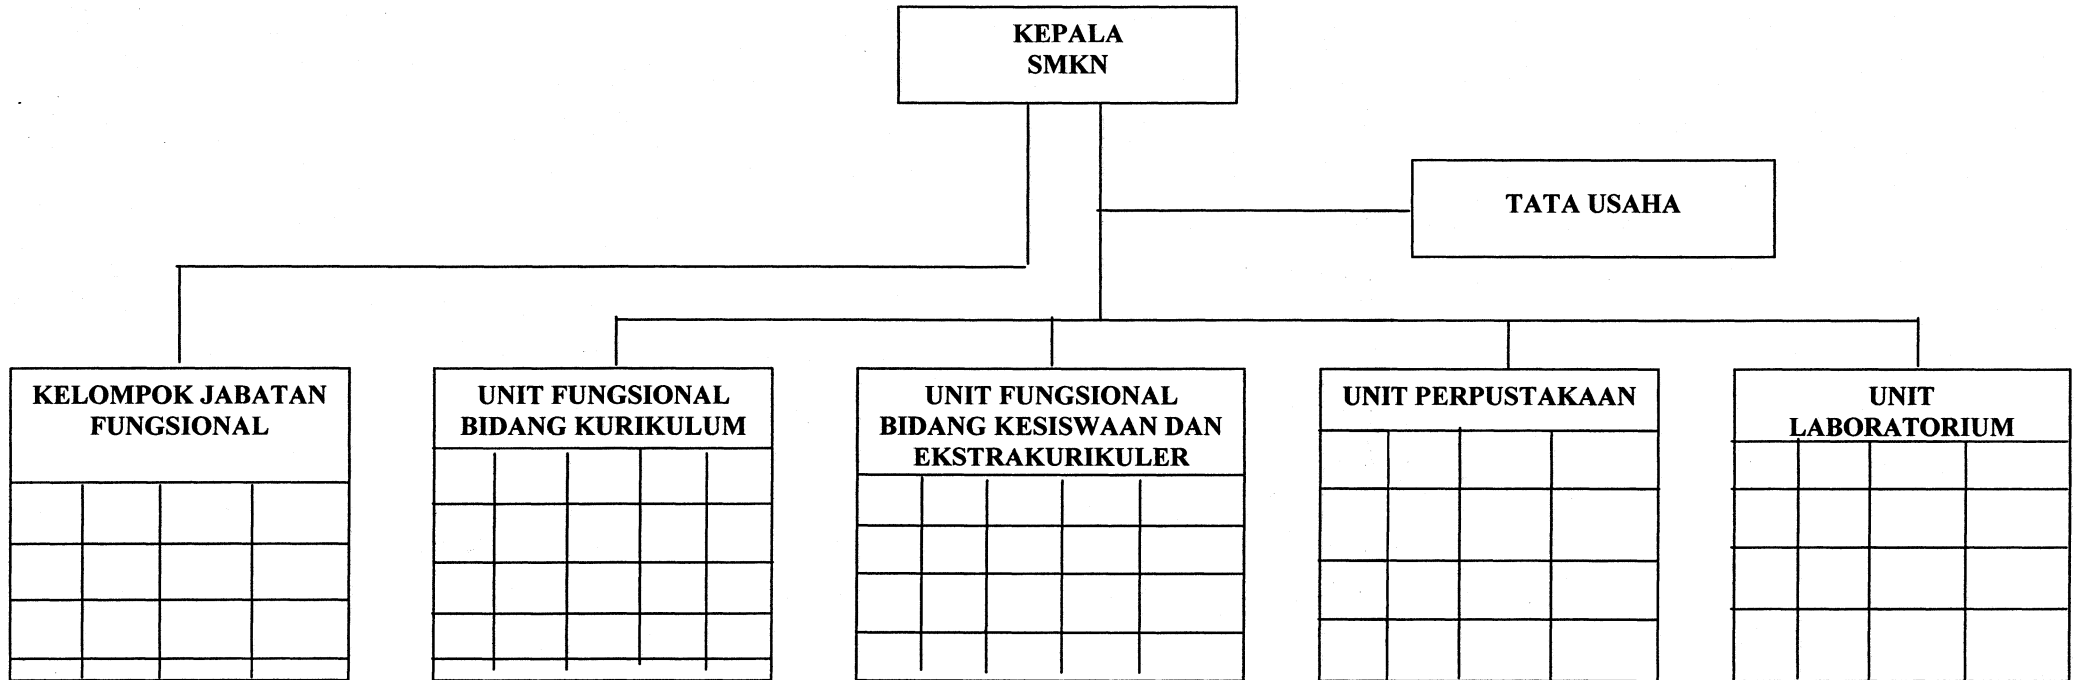 KEPALA
SMKN
TATA USAHA
KELOMPOK JABATAN
FUNGSIONAL
UNIT FUNGSIONAL
BIDANG KURIKULUM
UNIT FUNGSIONAL
BIDANG KESISWAAN DAN
EKSTRAKURIKULER
UNIT PERPUSTAKAAN
UNIT
LABORATORIUM